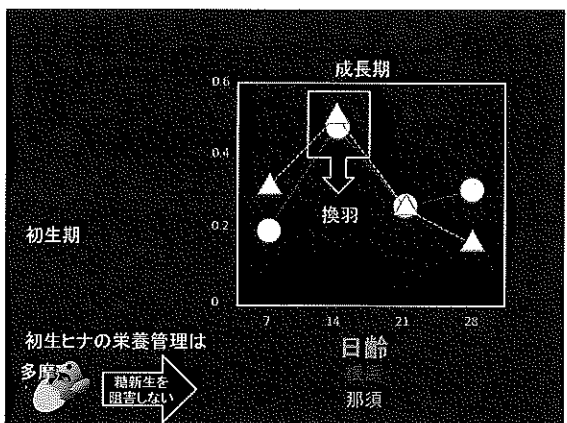 成長期
0.6
0.4
0.2
0
7 14 21 28
換羽
初生期
日齢
初生ヒナの栄養管理は
多摩
糖新生を
阻害しない
那須